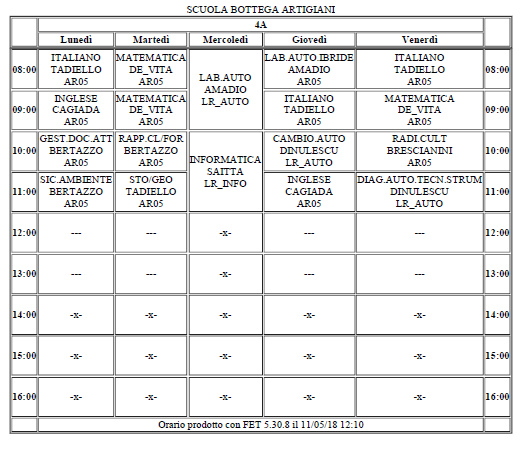 SCUOLA BOTTEGA ARTIGIANI
4A
Lunedì Martedì Mercoledì Giovedì Venerdì
08:00 ITALIANO TADIELLO AR05 MATEMATICA DE_VITA AR05 LAB.AUTO AMADIO LR_AUTO LAB.AUTO.IBRIDE AMADIO AR05 ITALIANO TADIELLO AR05 08:00
09:00 INGLESE CAGIADA AR05 MATEMATICA DE_VITA AR05 ITALIANO TADIELLO AR05 MATEMATICA DE_VITA AR05 09:00
10:00 GEST.DOC.ATT BERTAZZO AR05 RAPP.CL/FOR BERTAZZO AR05 INFORMATICA SAITTA LR_INFO CAMBIO.AUTO DINULESCU LR_AUTO RADI.CULT BRESCIANINI AR05 10:00
11:00 SIC.AMBIENTE BERTAZZO AR05 STO/GEO TADIELLO AR05 INGLESE CAGIADA AR05 DIAG.AUTO.TECN.STRUM DINULESCU LR_AUTO 11:00
12:00 --- --- -x- --- --- 12:00
13:00 --- --- -x- --- --- 13:00
14:00 -x- -x- -x- -x- -x- 14:00
15:00 -x- -x- -x- -x- -x- 15:00
16:00 -x- -x- -x- -x- -x- 16:00
Orario prodotto con FET 5.30.8 il 11/05/18 12:10